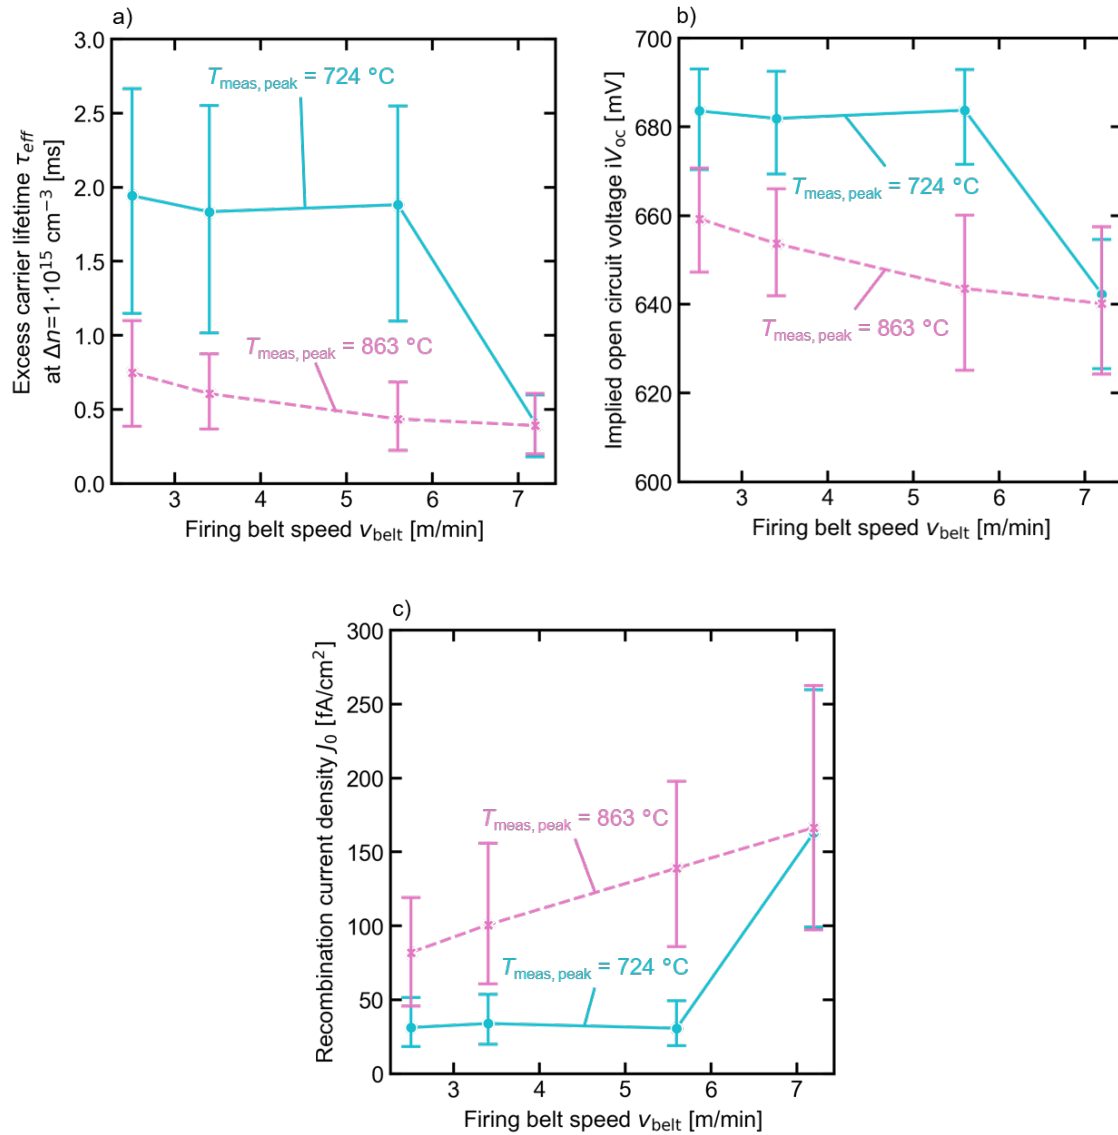 a)
3.0
2.5
2.0
1.5
1.0
0.5
0.0
3 4 5 6 7
Excess carrier lifetime τeff
at Δn=1·10¹⁵ cm⁻³ [ms]
Tmeas, peak = 724 °C
Tmeas, peak = 863 °C
Firing belt speed vbelt [m/min]
b)
700
680
660
640
620
600
3 4 5 6 7
Implied open circuit voltage iVoc [mV]
Tmeas, peak = 724 °C
Tmeas, peak = 863 °C
Firing belt speed vbelt [m/min]
c)
300
250
200
150
100
50
0
3 4 5 6 7
Recombination current density J₀ [fA/cm²]
Tmeas, peak = 863 °C
Tmeas, peak = 724 °C
Firing belt speed vbelt [m/min]